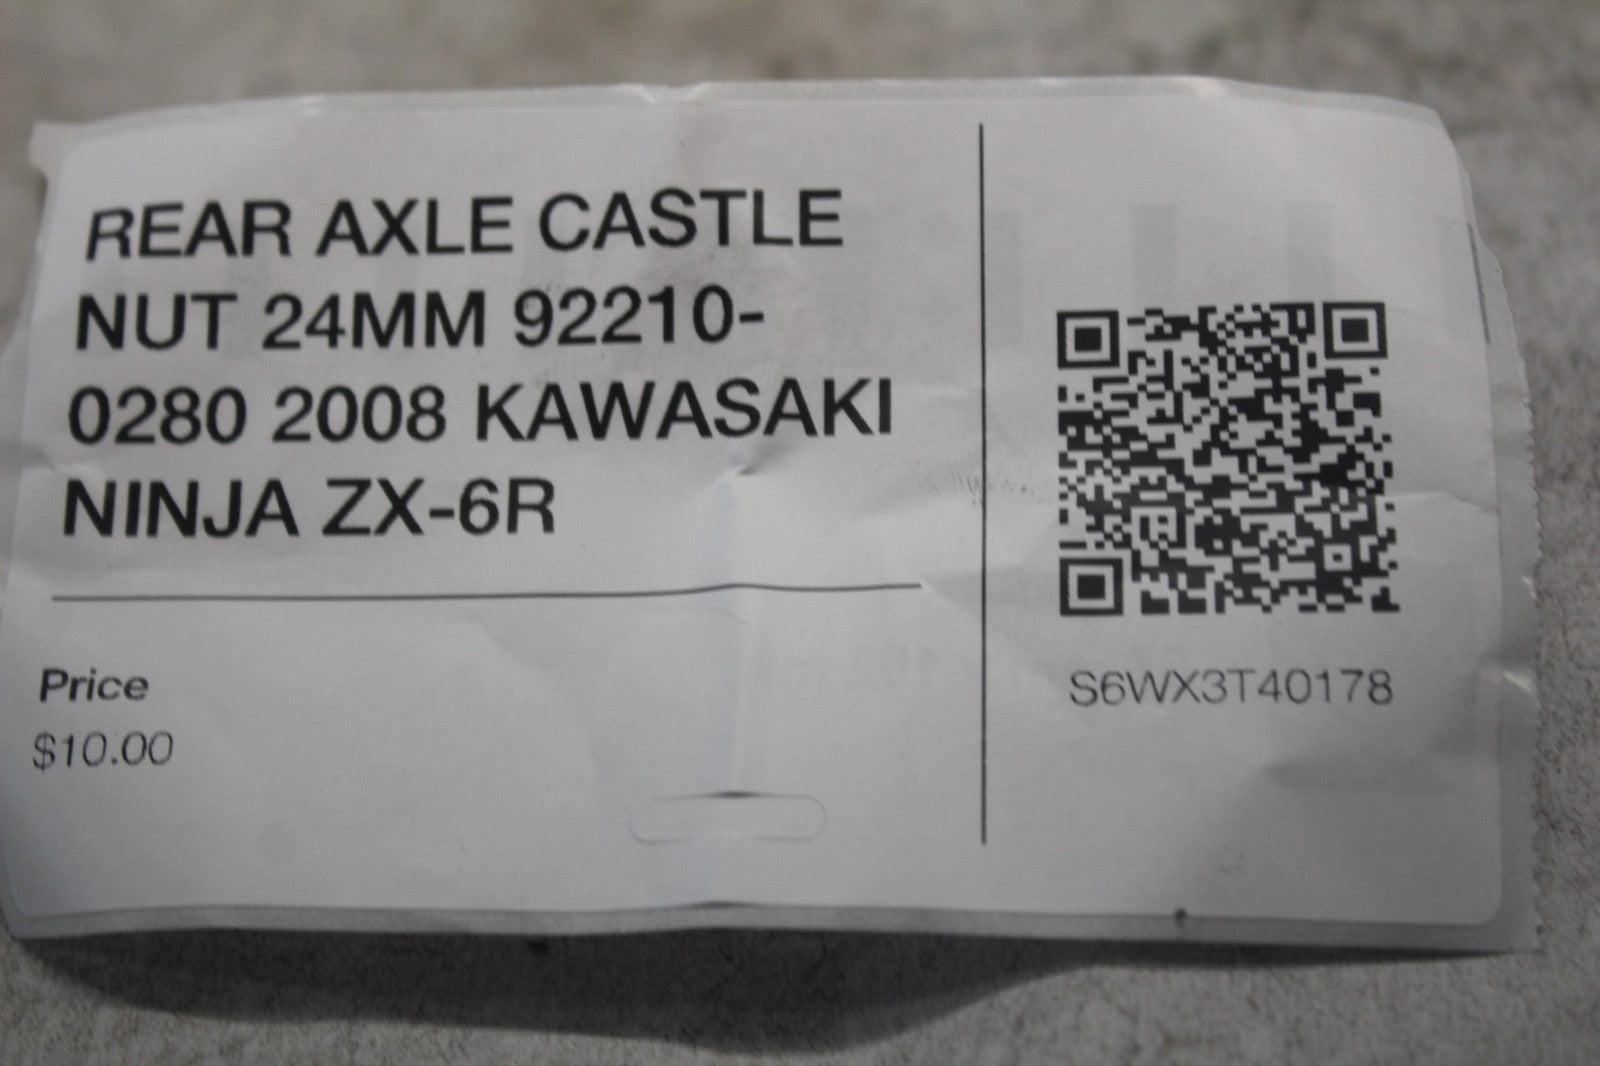 REAR AXLE CASTLE
NUT 24MM 92210-
0280 2008 KAWASAKI
NINJA ZX-6R
Price
$10.00
S6WX3T40178